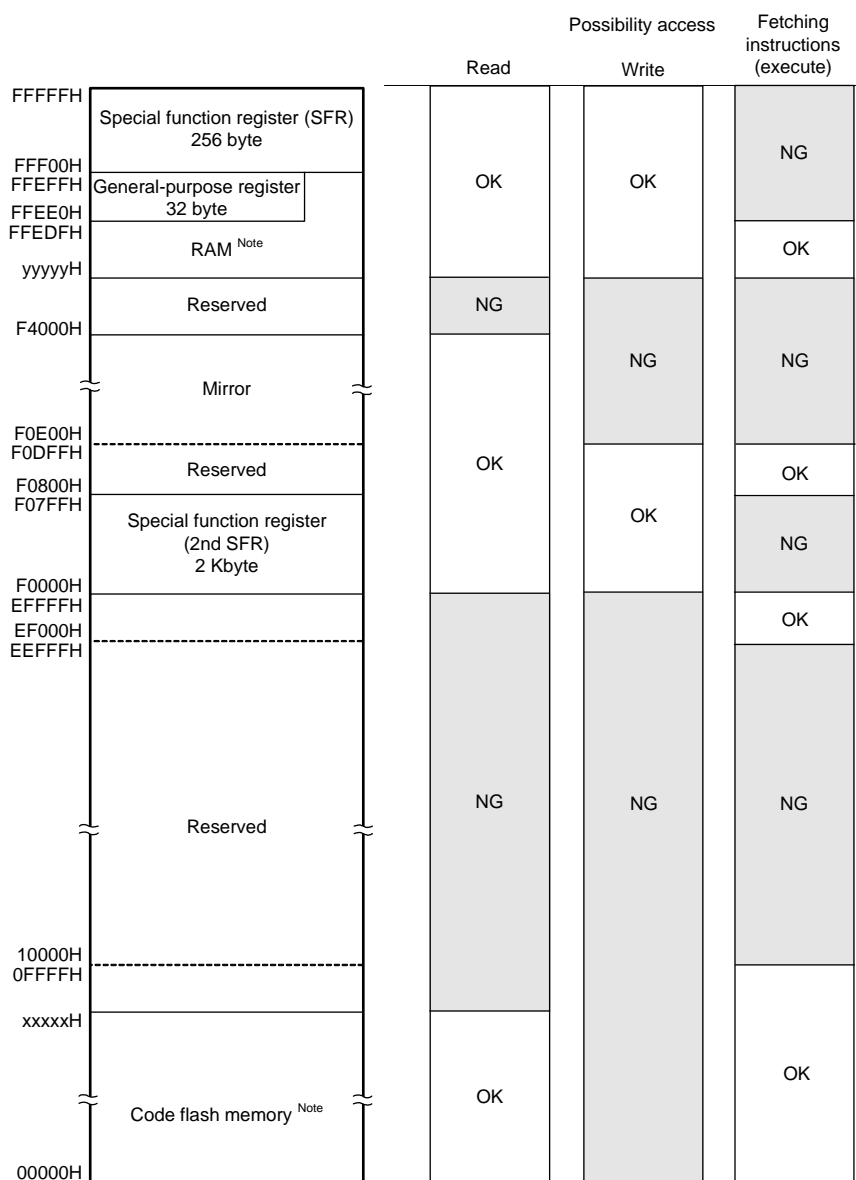 Possibility access
Fetching
instructions
(execute)
Read
Write
FFFFFH
Special function register (SFR)
256 byte
NG
FFF00H
FFEFFH
General-purpose register
32 byte
OK
OK
FFEE0H
FFEDFH
RAM Note
OK
yyyyyH
Reserved
NG
F4000H
NG
NG
Mirror
F0E00H
F0DFFH
Reserved
OK
OK
F0800H
F07FFH
Special function register
(2nd SFR)
2 Kbyte
OK
NG
F0000H
EFFFFH
OK
EF000H
EEFFFH
NG
NG
NG
Reserved
10000H
0FFFFH
xxxxxH
OK
OK
Code flash memory Note
00000H